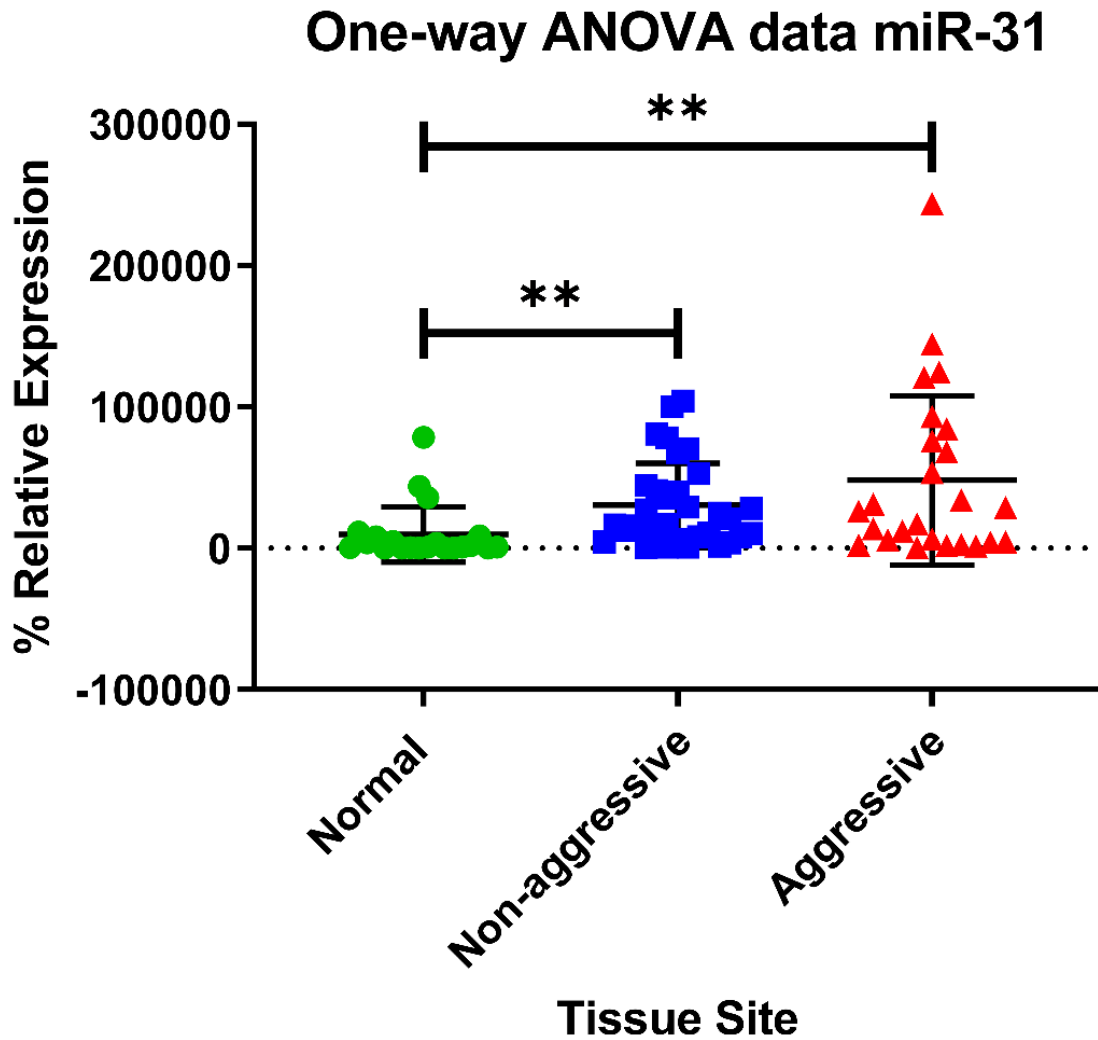 One-way ANOVA data miR-31
% Relative Expression
300000
200000
100000
0
-100000
**
**
Normal
Non-aggressive
Aggressive
Tissue Site